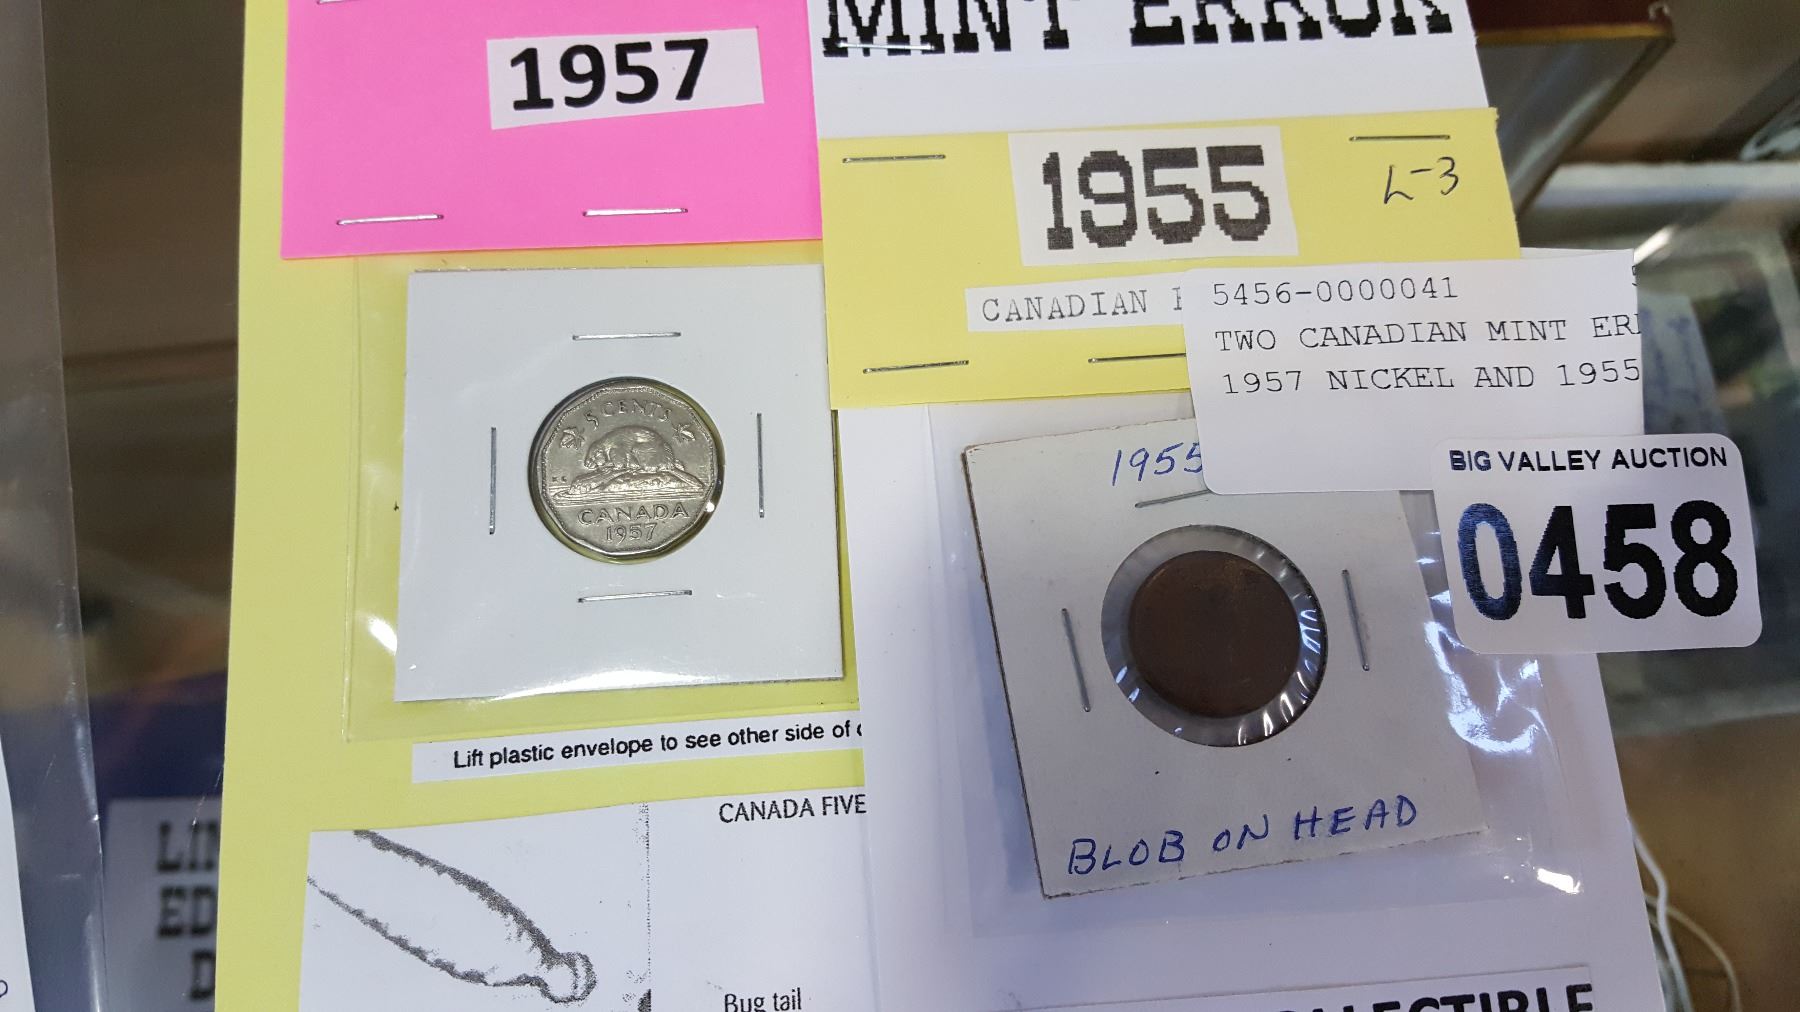 1957
MINT ERROR
1955
L-3
CANADIAN
5456-0000041
TWO CANADIAN MINT
1957 NICKEL AND 1955
BIG VALLEY AUCTION
0458
5 CENTS
CANADA
1957
1955
BLOB ON HEAD
Lift plastic envelope to see other side of
CANADA FIVE
Bug tail